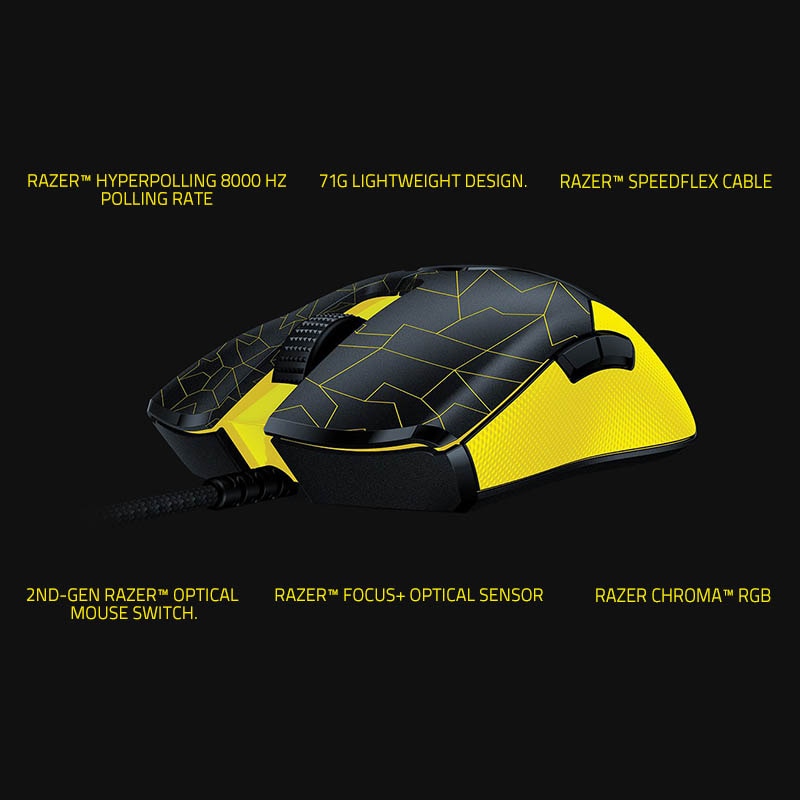 RAZER™ HYPERPOLLING 8000 HZ
POLLING RATE
71G LIGHTWEIGHT DESIGN.
RAZER™ SPEEDFLEX CABLE
2ND-GEN RAZER™ OPTICAL
MOUSE SWITCH.
RAZER™ FOCUS+ OPTICAL SENSOR
RAZER CHROMA™ RGB